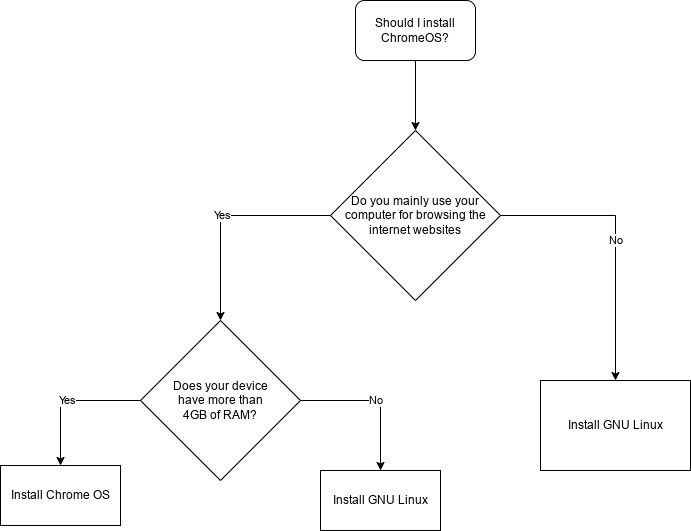 Should I install
ChromeOS?
Do you mainly use your
computer for browsing the
internet websites
Yes
No
Does your device
have more than
4GB of RAM?
Yes
No
Install GNU Linux
Install Chrome OS
Install GNU Linux